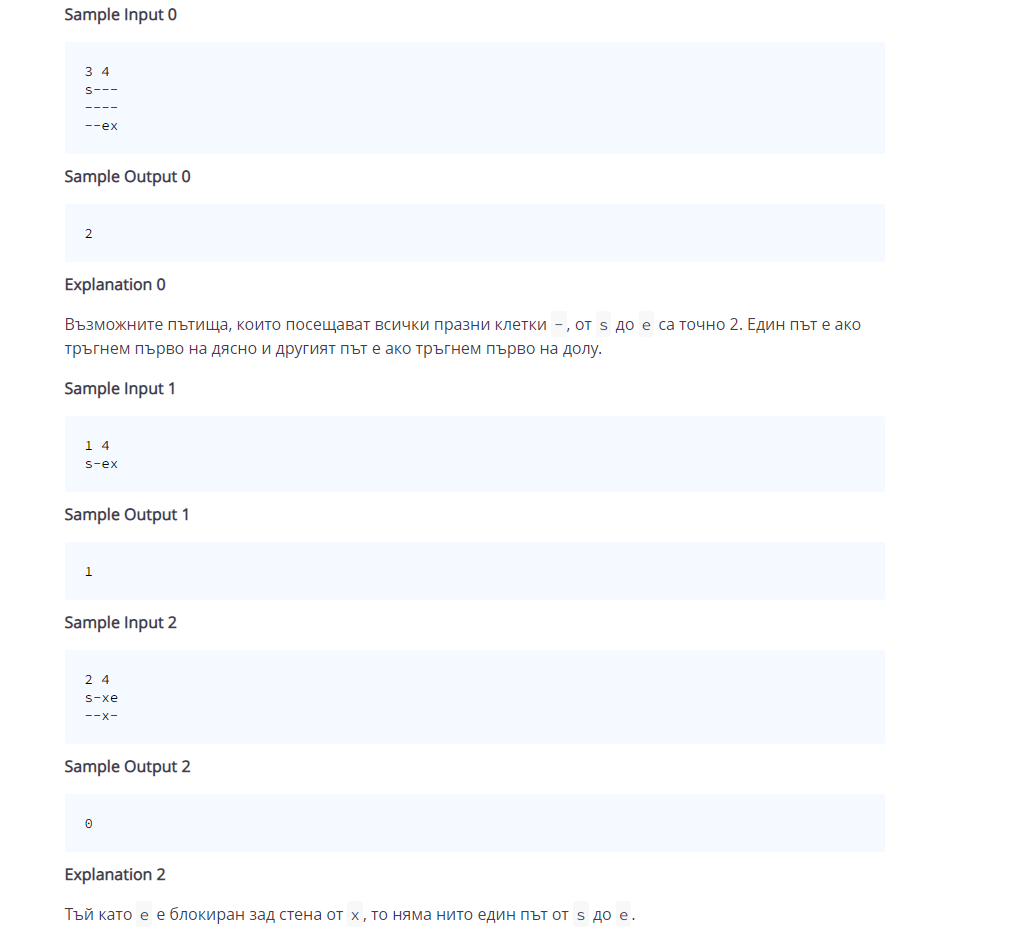 Sample Input 0
3 4
s---
----
--ex
Sample Output 0
2
Explanation 0
Възможните пътища, които посещават всички празни клетки -, от s до e са точно 2. Един път е ако
тръгнем първо на дясно и другият път е ако тръгнем първо на долу.
Sample Input 1
1 4
s-ex
Sample Output 1
1
Sample Input 2
2 4
s-xe
--x-
Sample Output 2
0
Explanation 2
Тъй като e е блокиран зад стена от x, то няма нито един път от s до e.